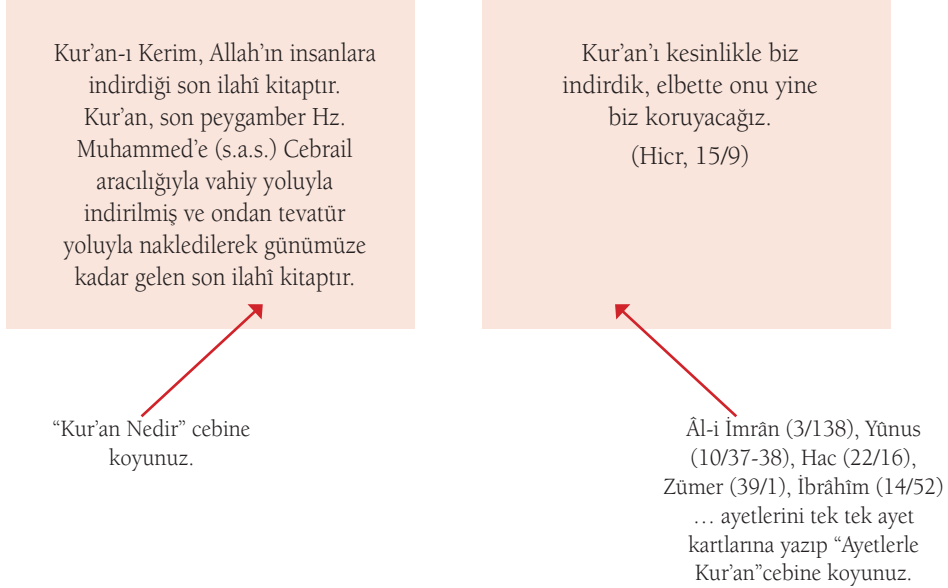 Kur’an-ı Kerim, Allah’ın insanlara
indirdiği son ilahî kitaptır.
Kur’an, son peygamber Hz.
Muhammed’e (s.a.s.) Cebrail
aracılığıyla vahiy yoluyla
indirilmiş ve ondan tevatür
yoluyla nakledilerek günümüze
kadar gelen son ilahî kitaptır.
Kur’an’ı kesinlikle biz
indirdik, elbette onu yine
biz koruyacağız.
(Hicr, 15/9)
“Kur’an Nedir” cebine
koyunuz.
Âl-i İmrân (3/138), Yûnus
(10/37-38), Hac (22/16),
Zümer (39/1), İbrâhîm (14/52)
… ayetlerini tek tek ayet
kartlarına yazıp “Ayetlerle
Kur’an”cebine koyunuz.